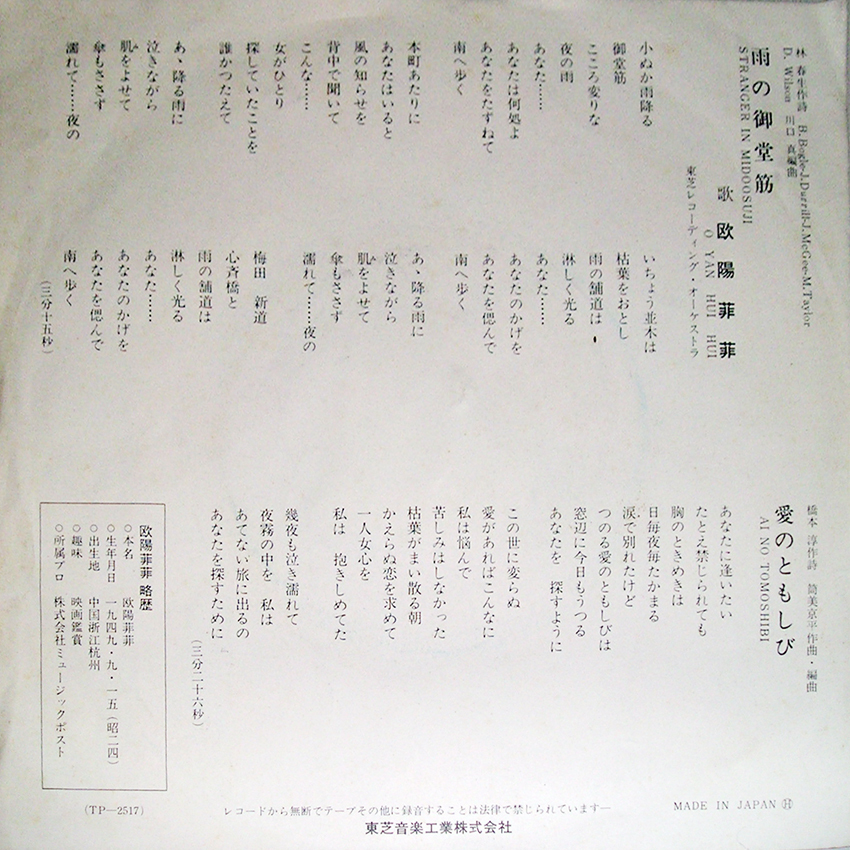 林 春生作詩 B.Bogle-J.Durrill-J.McGee-M.Taylor
D. Wilson 川口 真編曲
雨の御堂筋
STRANGER IN MIDOOSUJI
歌 欧陽菲菲
O YAN HUI HUI
東芝レコーディング・オーケストラ
小ぬか雨降る
御堂筋
こころ変りな
夜の雨
あなた……
あなたは何処よ
あなたをたずねて
南へ歩く
本町あたりに
あなたはいると
風の知らせを
背中で聞いて
こんな……
女がひとり
探していたことを
誰かつたえて
あゝ降る雨に
泣きながら
肌をよせて
傘もささず
濡れて……夜の
いちょう並木は
枯葉をおとし
雨の舗道は
淋しく光る
あなた……
あなたのかげを
あなたを偲んで
南へ歩く
あゝ降る雨に
泣きながら
肌をよせて
傘もささず
濡れて……夜の
梅田 新道
心斉橋と
雨の舗道は
淋しく光る
あなた……
あなたのかげを
あなたを偲んで
南へ歩く
(三分十五秒)
橋本 淳作詩 筒美京平作曲・編曲
愛のともしび
AI NO TOMOSHIBI
あなたに逢いたい
たとえ禁じられても
胸のときめきは
日毎夜毎たかまる
涙で別れたけど
つのる愛のともしびは
窓辺に今日もうつる
あなたを 探すように
この世に変らぬ
愛があればこんなに
私は悩んで
苦しみはしなかった
枯葉がまい散る朝
かえらぬ恋を求めて
一人女心を
私は 抱きしめてた
幾夜も泣き濡れて
夜霧の中を 私は
あてない旅に出るの
あなたを探すために
(三分二十六秒)
欧陽菲菲 略歴
○本名 欧陽菲菲
○生年月日 一九四九・九・一五(昭二四)
○出生地 中国浙江杭州
○趣味 映画鑑賞
○所属プロ 株式会社ミュージックポスト
(TP—2517)
レコードから無断でテープその他に録音することは法律で禁じられています—
MADE IN JAPAN Ⓗ
東芝音楽工業株式会社